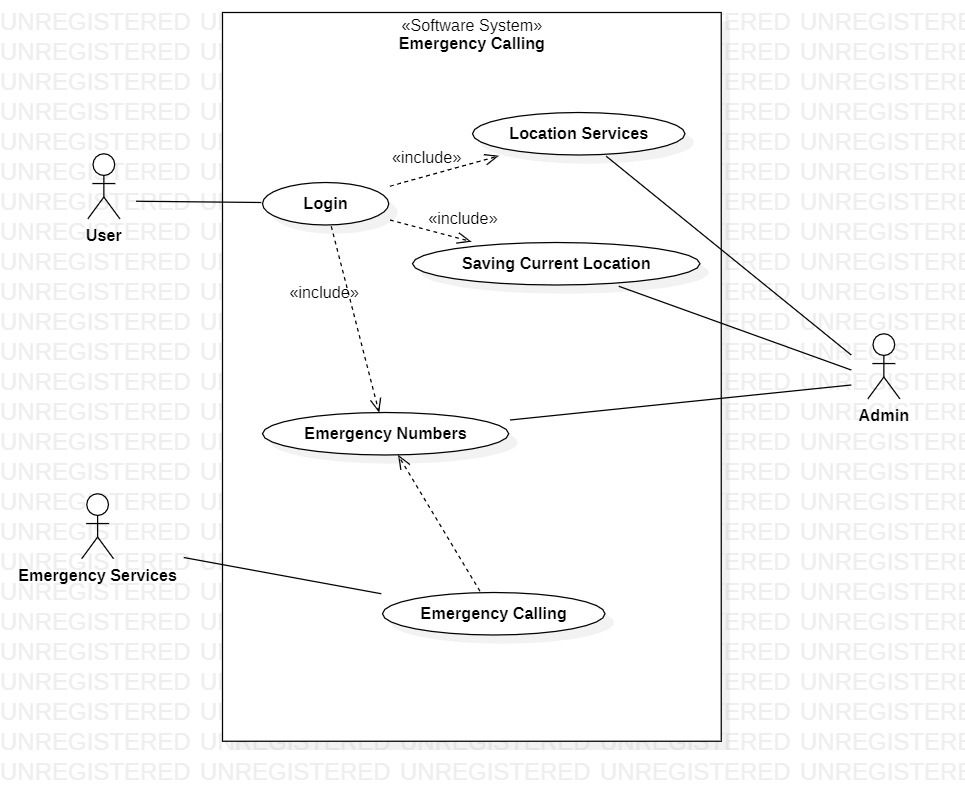 «Software System»
Emergency Calling
Location Services
«include»
Login
«include»
User
Saving Current Location
«include»
Admin
Emergency Numbers
Emergency Services
Emergency Calling
UNREGISTERED